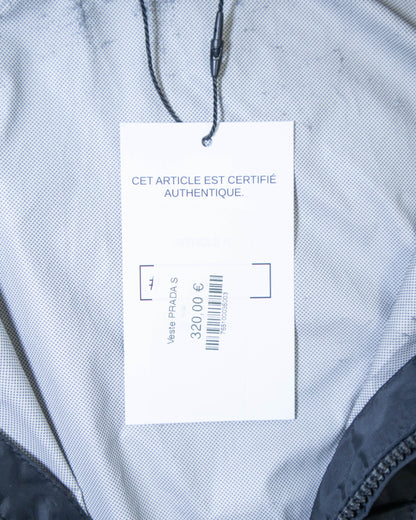 CET ARTICLE EST CERTIFIÉ
AUTHENTIQUE.
#
Veste PRADA S
320,00 €